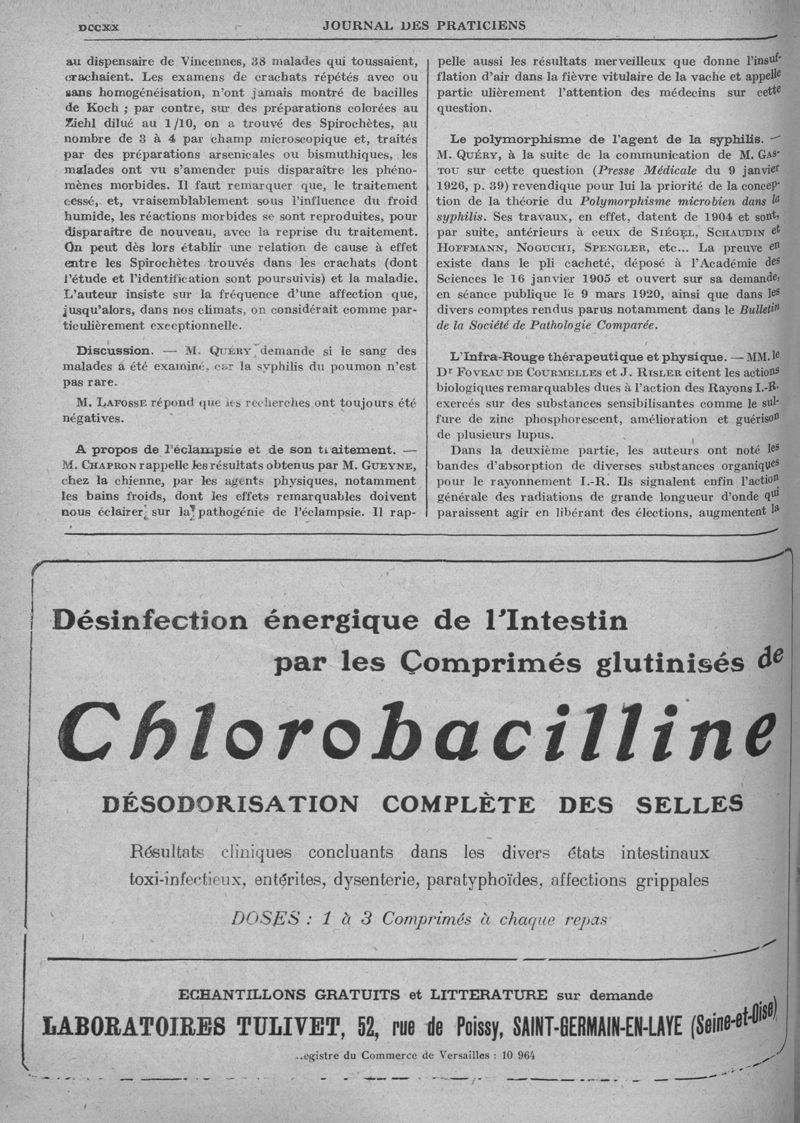 DCCXIX
JOURNAL DES PRATICIENS
au dispensaire de Vincennes, 38 malades qui toussaient,
crachaient. Les examens de crachats répétés avec ou
sans homogénéisation, n'ont jamais montré de bacilles
de Koch ; par contre, sur des préparations colorées au
Ziehl dilué au 1/10, on a trouvé des Spirochètes, au
nombre de 3 à 4 par champ microscopique et, traités
par des préparations arsenicales ou bismuthiques, les
malades ont vu s'amender puis disparaître les phéno-
mènes morbides. Il faut remarquer que, le traitement
cessé, et, vraisemblablement sous l'influence du froid
humide, les réactions morbides se sont reproduites, pour
disparaître de nouveau, avec la reprise du traitement.
On peut dès lors établir une relation de cause à effet
entre les Spirochètes trouvés dans les crachats (dont
l'étude et l'identification sont poursuivis) et la maladie.
L'auteur insiste sur la fréquence d'une affection que,
jusqu'alors, dans nos climats, on considérait comme par-
ticulièrement exceptionnelle.
Discussion. — M. QUÉRY demande si le sang des
malades a été examiné, car la syphilis du poumon n'est
pas rare.
M. LAFOSSE répond que les recherches ont toujours été
négatives.
A propos de l'éclampsie et de son traitement. —
M. CHAPRON rappelle les résultats obtenus par M. GUEYNE,
chez la chienne, par les agents physiques, notamment
les bains froids, dont les effets remarquables doivent
nous éclairer sur la pathogénie de l'éclampsie. Il rap-
pelle aussi les résultats merveilleux que donne l'insuf-
flation d'air dans la fièvre vitulaire de la vache et appelle
partic ulièrement l'attention des médecins sur cette
question.
Le polymorphisme de l'agent de la syphilis. —
M. QUÉRY, à la suite de la communication de M. GAS-
TOU sur cette question (Presse Médicale du 9 janvier
1926, p. 39) revendique pour lui la priorité de la concep-
tion de la théorie du Polymorphisme microbien dans la
syphilis. Ses travaux, en effet, datent de 1904 et sont,
par suite, antérieurs à ceux de SIÉGEL, SCHAUDIN et
HOFFMANN, NOGUCHI, SPENGLER, etc... La preuve en
existe dans le pli cacheté, déposé à l'Académie des
Sciences le 16 janvier 1905 et ouvert sur sa demande,
en séance publique le 9 mars 1920, ainsi que dans les
divers comptes rendus parus notamment dans le Bulletin
de la Société de Pathologie Comparée.
L'Infra-Rouge thérapeutique et physique. — MM. le
Dr FOVEAU DE COURMELLES et J. RISLER citent les actions
biologiques remarquables dues à l'action des Rayons I.-R.
exercés sur des substances sensibilisantes comme le sul-
fure de zinc phosphorescent, amélioration et guérison
de plusieurs lupus.
Dans la deuxième partie, les auteurs ont noté les
bandes d'absorption de diverses substances organiques
pour le rayonnement I.-R. Ils signalent enfin l'action
générale des radiations de grande longueur d'onde qui
paraissent agir en libérant des élections, augmentent la
Désinfection énergique de l'Intestin
par les Comprimés glutinisés de
Chlorobacilline
DÉSODORISATION COMPLÈTE DES SELLES
Résultats cliniques concluants dans les divers états intestinaux
toxi-infectieux, entérites, dysenterie, paratyphoïdes, affections grippales
DOSES : 1 à 3 Comprimés à chaque repas
ECHANTILLONS GRATUITS et LITTERATURE sur demande
LABORATOIRES TULIVET, 52, rue de Poissy, SAINT-GERMAIN-EN-LAYE (Seine-et-Oise)
..egistre du Commerce de Versailles : 10 964